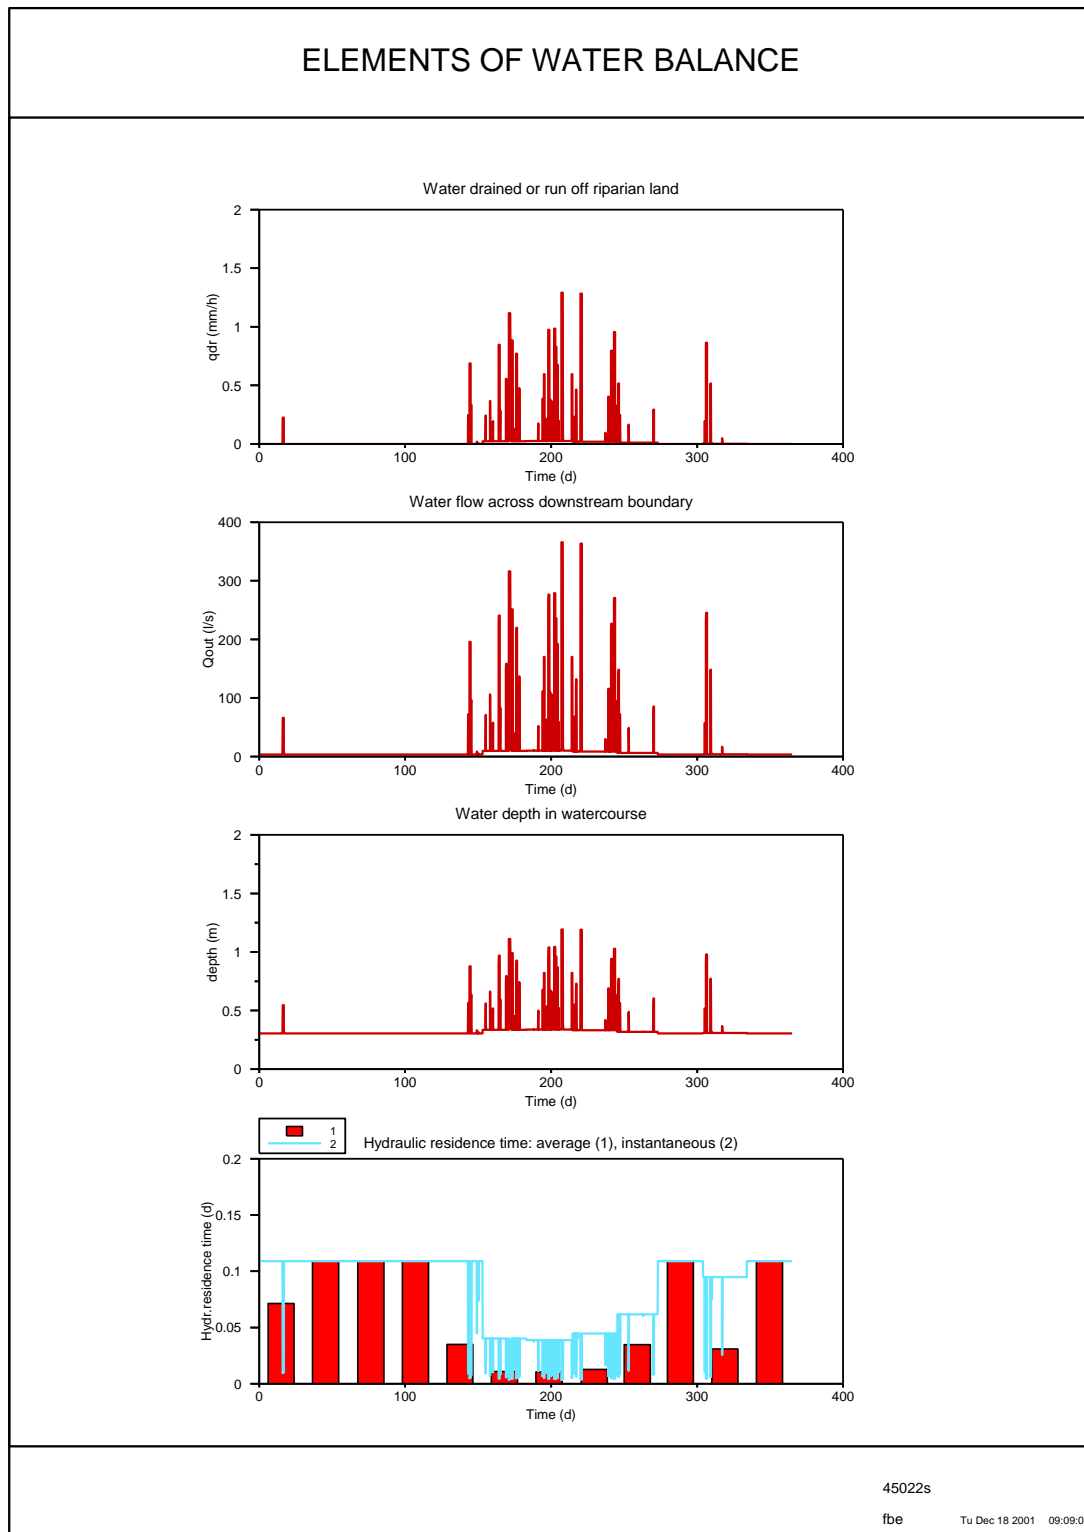 ELEMENTS OF WATER BALANCE
Water drained or run off riparian land
2
1.5
1
0.5
0
qdr (mm/h)
0 100 200 300 400
Time (d)
Water flow across downstream boundary
400
300
200
100
0
Qout (l/s)
0 100 200 300 400
Time (d)
Water depth in watercourse
2
1.5
1
0.5
0
depth (m)
0 100 200 300 400
Time (d)
1
2
Hydraulic residence time: average (1), instantaneous (2)
0.2
0.15
0.1
0.05
0
Hydr.residence time (d)
0 100 200 300 400
Time (d)
45022s
fbe Tu Dec 18 2001 09:09:0